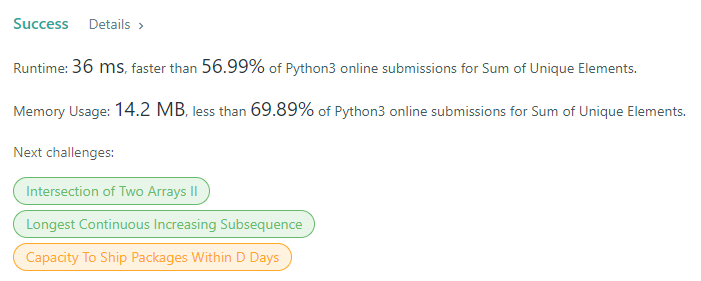 Success Details >
Runtime: 36 ms, faster than 56.99% of Python3 online submissions for Sum of Unique Elements.
Memory Usage: 14.2 MB, less than 69.89% of Python3 online submissions for Sum of Unique Elements.
Next challenges:
Intersection of Two Arrays II
Longest Continuous Increasing Subsequence
Capacity To Ship Packages Within D Days